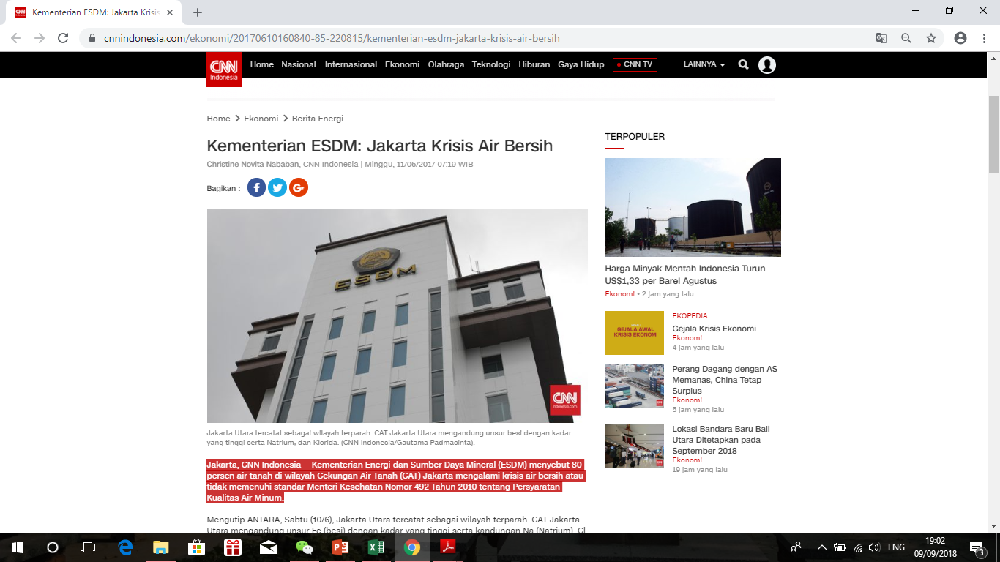 Kementerian ESDM: Jakarta Krisis
cnnindonesia.com/ekonomi/20170610160840-85-220815/kementerian-esdm-jakarta-krisis-air-bersih
CNN Indonesia
Home Nasional Internasional Ekonomi Olahraga Teknologi Hiburan Gaya Hidup CNN TV LAINNYA
Home > Ekonomi > Berita Energi
Kementerian ESDM: Jakarta Krisis Air Bersih
Christine Novita Nababan, CNN Indonesia | Minggu, 11/06/2017 07:19 WIB
Bagikan :
ESDM
CNN
Indonesia.com
Jakarta Utara tercatat sebagai wilayah terparah. CAT Jakarta Utara mengandung unsur besi dengan kadar
yang tinggi serta Natrium, dan Klorida. (CNN Indonesia/Gautama Padmacinta).
Jakarta, CNN Indonesia -- Kementerian Energi dan Sumber Daya Mineral (ESDM) menyebut 80
persen air tanah di wilayah Cekungan Air Tanah (CAT) Jakarta mengalami krisis air bersih atau
tidak memenuhi standar Menteri Kesehatan Nomor 492 Tahun 2010 tentang Persyaratan
Kualitas Air Minum.
Mengutip ANTARA, Sabtu (10/6), Jakarta Utara tercatat sebagai wilayah terparah. CAT Jakarta
Utara mengandung unsur Fe (besi) dengan kadar yang tinggi serta kandungan Na (Natrium), Cl
TERPOPULER
Harga Minyak Mentah Indonesia Turun
US$1,33 per Barel Agustus
Ekonomi • 2 jam yang lalu
GEJALA AWAL
KRISIS EKONOMI
EKOPEDIA
Gejala Krisis Ekonomi
Ekonomi
4 jam yang lalu
Perang Dagang dengan AS
Memanas, China Tetap
Surplus
Ekonomi
5 jam yang lalu
Lokasi Bandara Baru Bali
Utara Ditetapkan pada
September 2018
Ekonomi
19 jam yang lalu
ENG
19:02
09/09/2018
3